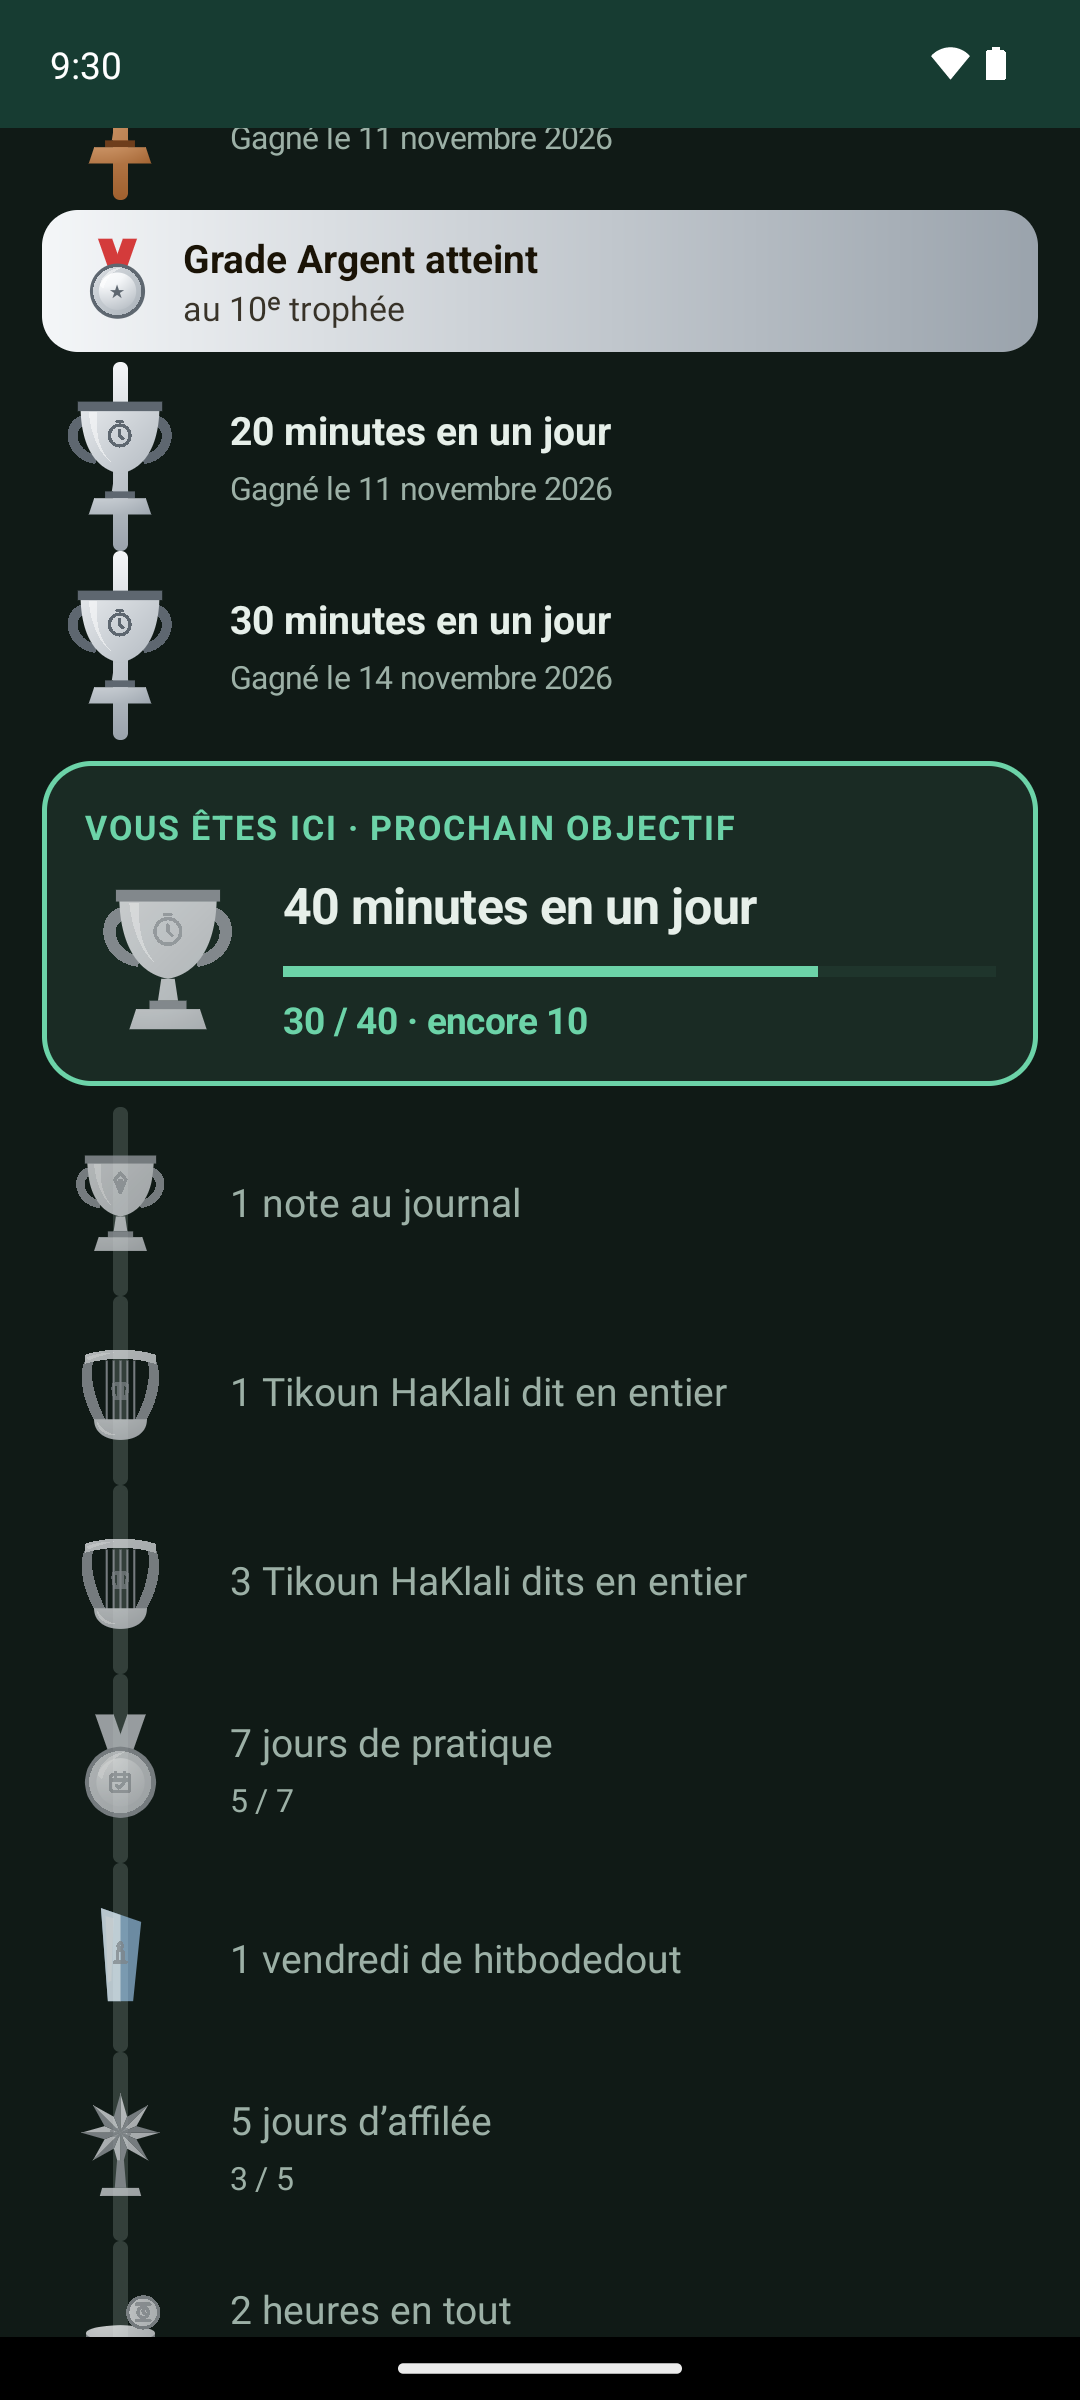 9:30
Gagné le 11 novembre 2026
Grade Argent atteint
au 10ᵉ trophée
20 minutes en un jour
Gagné le 11 novembre 2026
30 minutes en un jour
Gagné le 14 novembre 2026
VOUS ÊTES ICI · PROCHAIN OBJECTIF
40 minutes en un jour
30 / 40 · encore 10
1 note au journal
1 Tikoun HaKlali dit en entier
3 Tikoun HaKlali dits en entier
7 jours de pratique
5 / 7
1 vendredi de hitbodedout
5 jours d’affilée
3 / 5
2 heures en tout